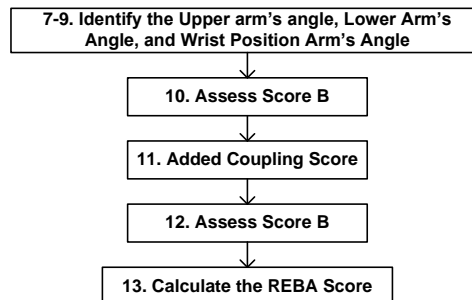 7-9. Identify the Upper arm's angle, Lower Arm's
Angle, and Wrist Position Arm's Angle
10. Assess Score B
11. Added Coupling Score
12. Assess Score B
13. Calculate the REBA Score